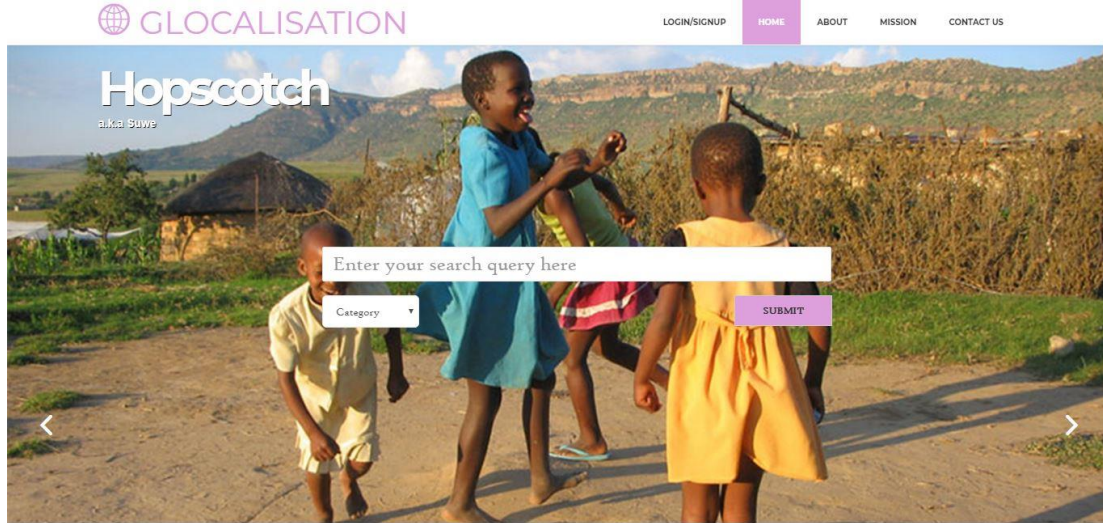 GLOCALISATION
LOGIN/SIGNUP HOME ABOUT MISSION CONTACT US
Hopscotch
a.k.a Suwe
Enter your search query here
Category SUBMIT